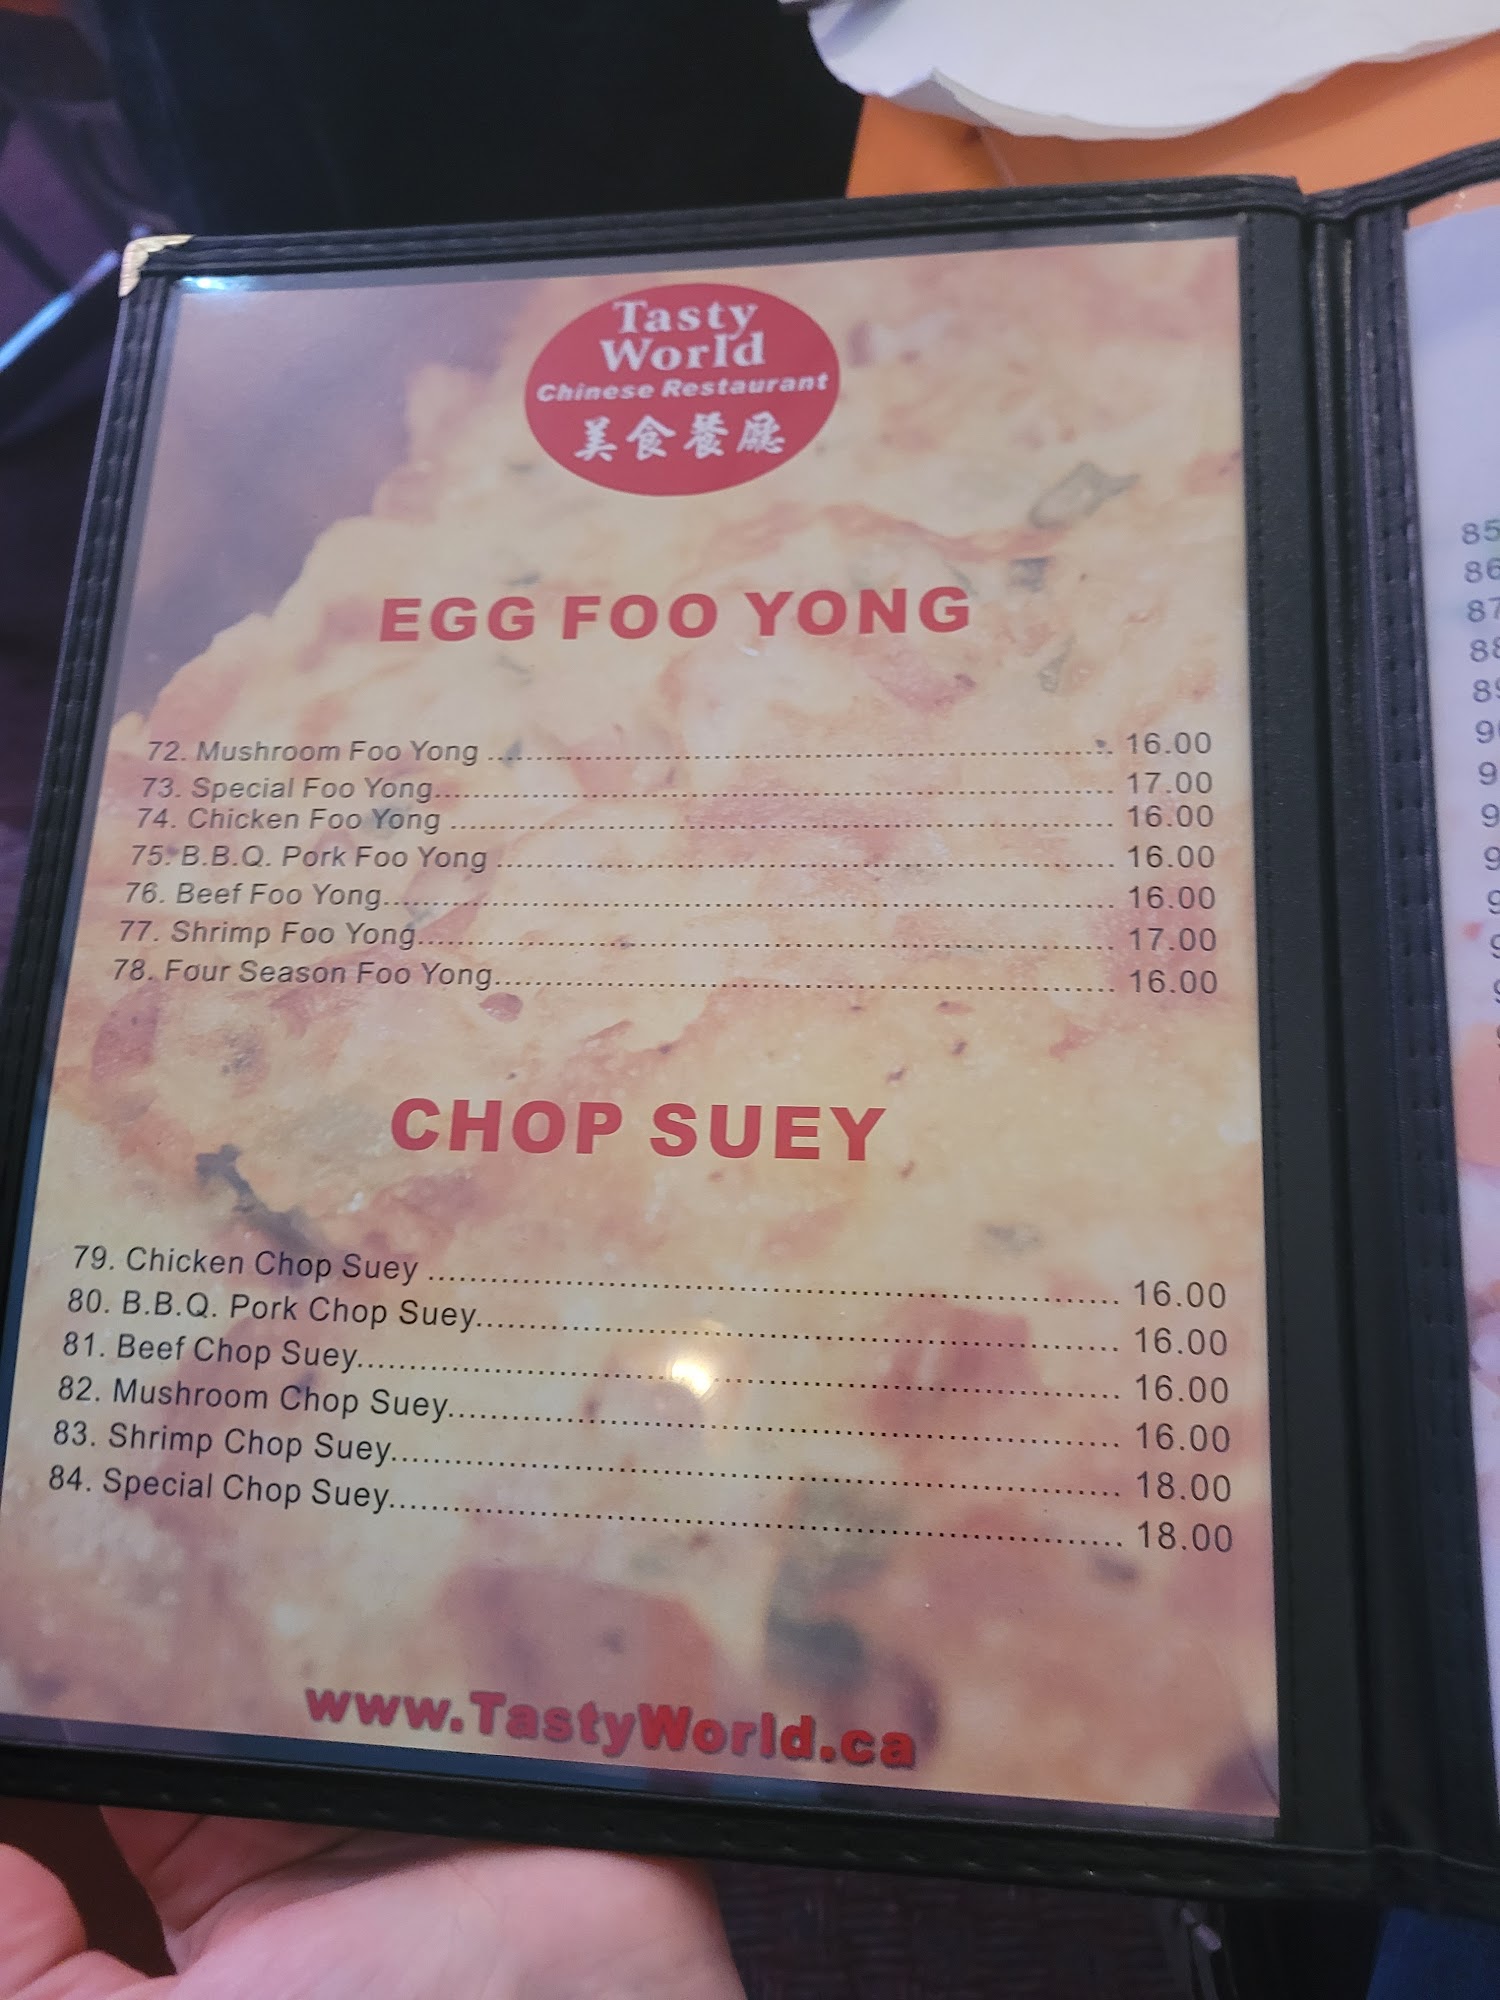 Tasty
World
Chinese Restaurant
美食餐廳
EGG FOO YONG
72. Mushroom Foo Yong ........ 16.00
73. Special Foo Yong........ 17.00
74. Chicken Foo Yong ........ 16.00
75. B.B.Q. Pork Foo Yong ........ 16.00
76. Beef Foo Yong........ 16.00
77. Shrimp Foo Yong........ 17.00
78. Four Season Foo Yong........ 16.00
CHOP SUEY
79. Chicken Chop Suey ........ 16.00
80. B.B.Q. Pork Chop Suey........ 16.00
81. Beef Chop Suey........ 16.00
82. Mushroom Chop Suey........ 16.00
83. Shrimp Chop Suey........ 18.00
84. Special Chop Suey........ 18.00
www.TastyWorld.ca
85
86
87
88